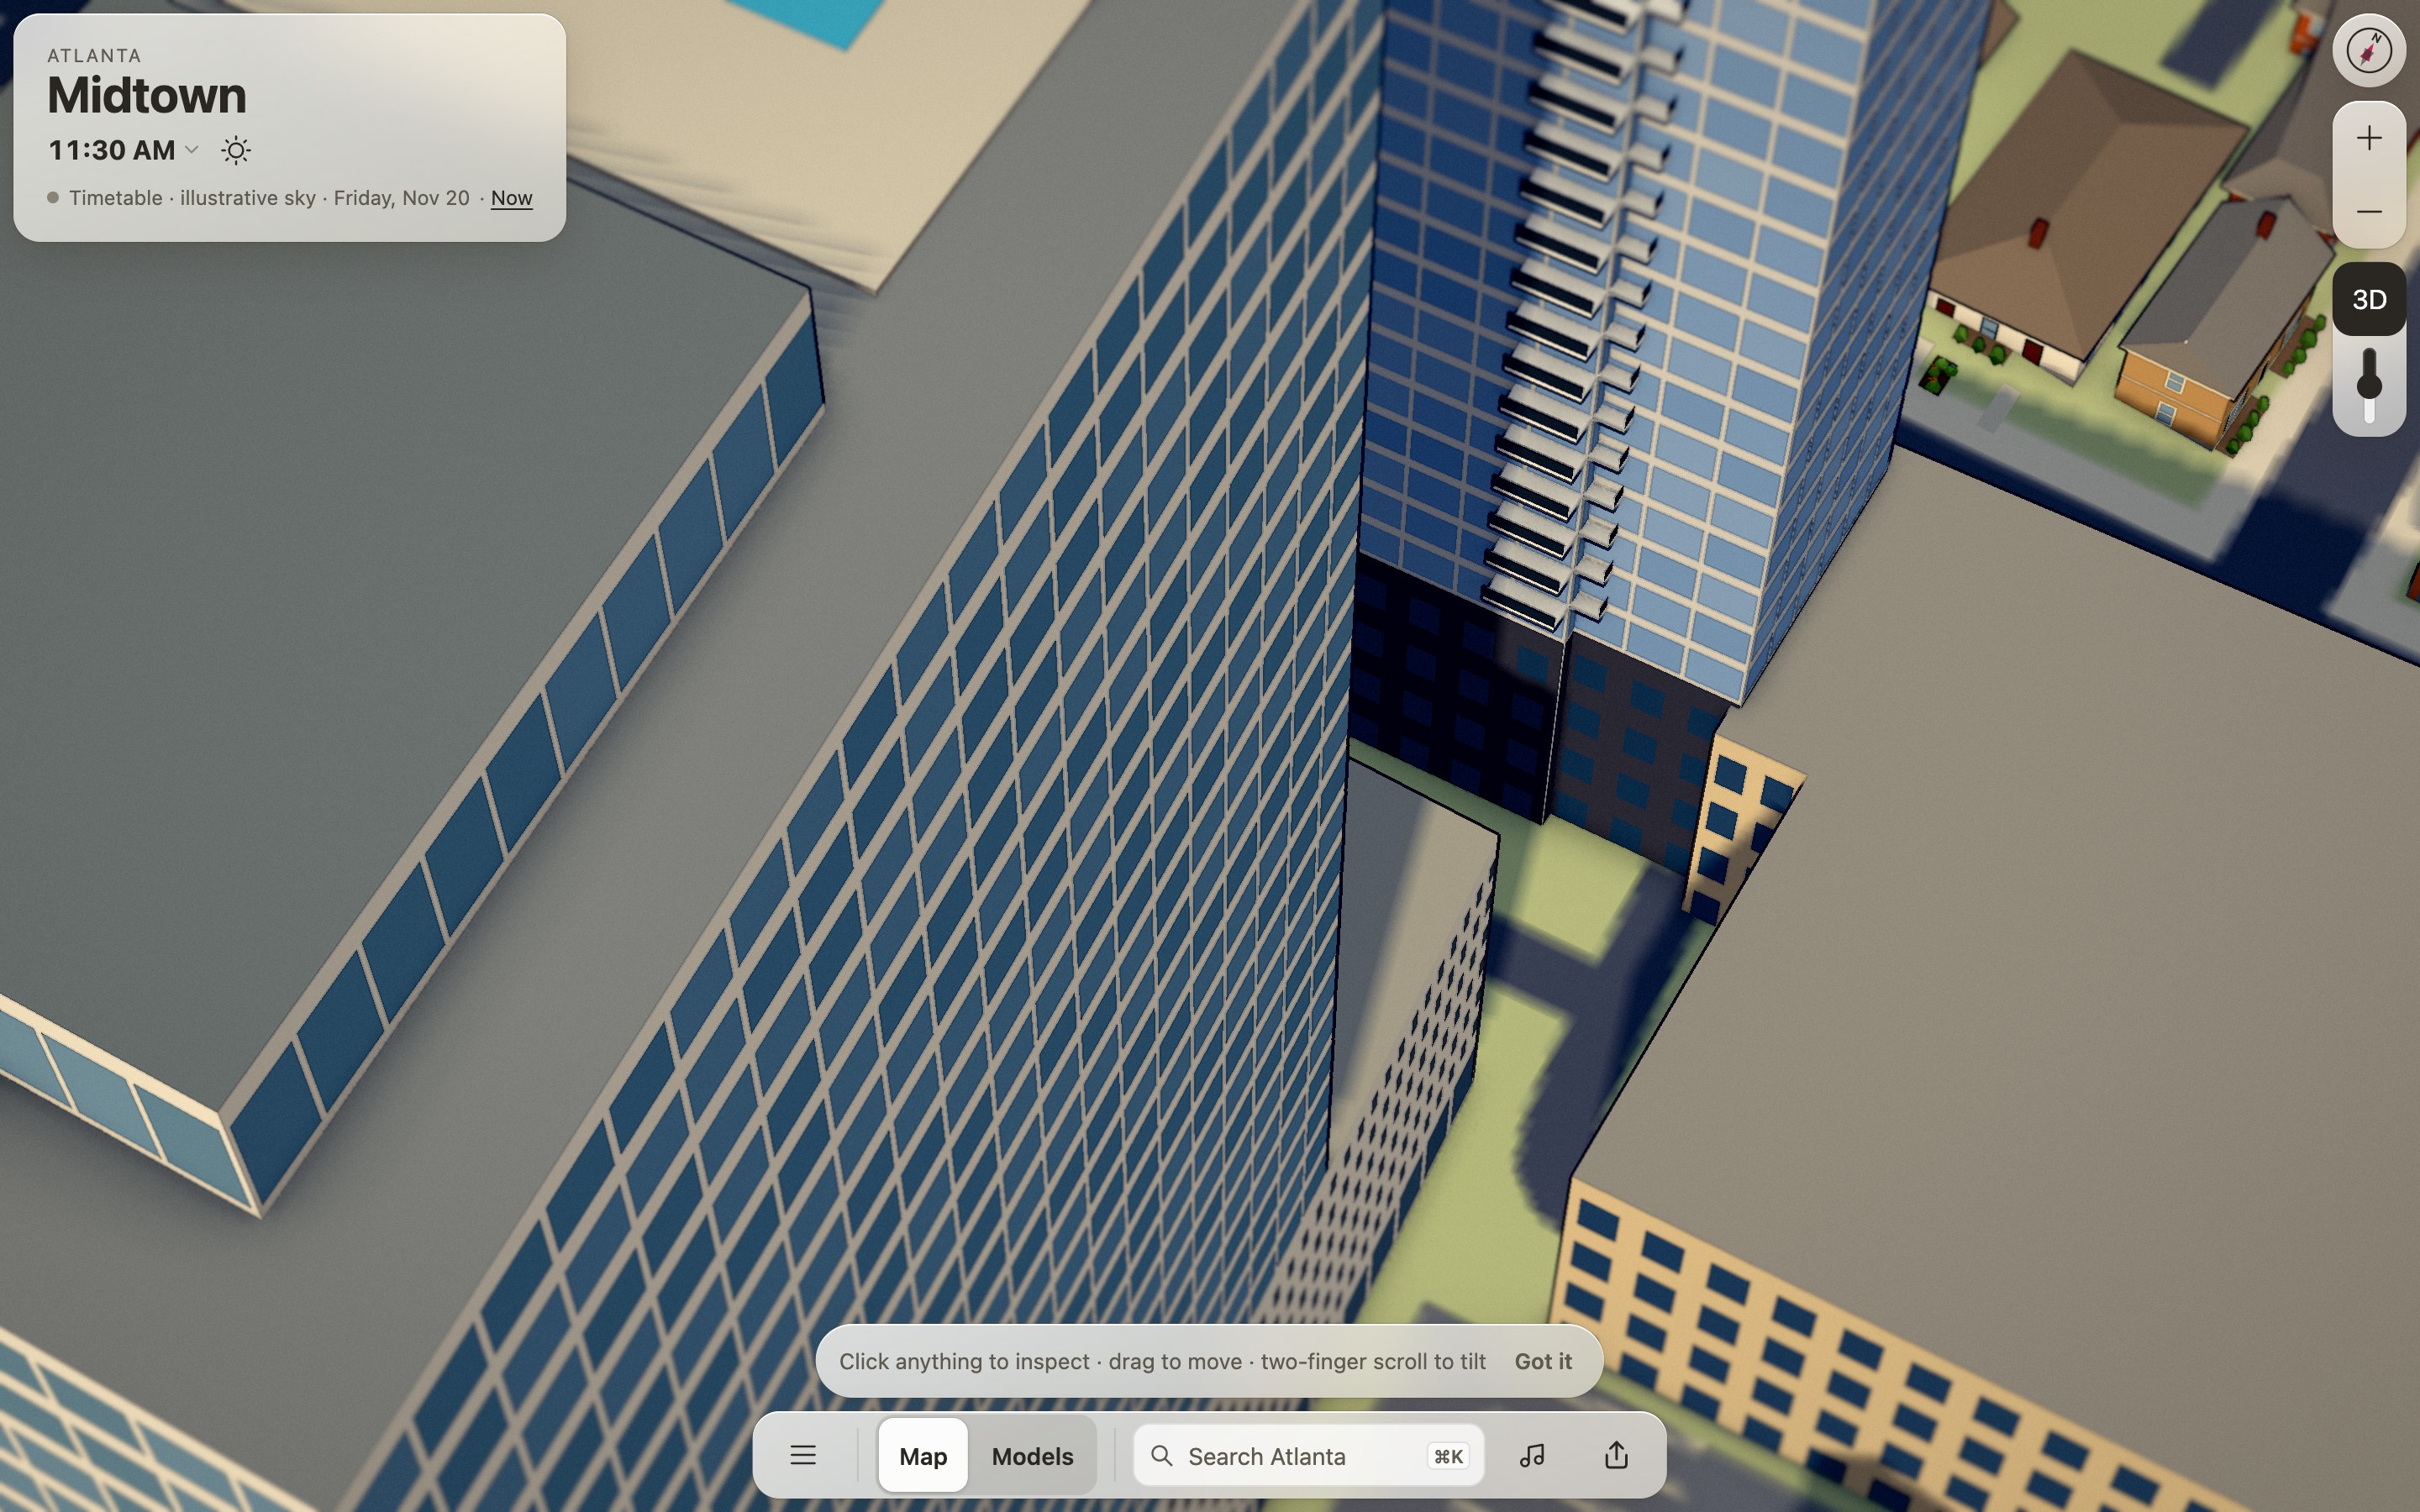 ATLANTA
Midtown
11:30 AM
Timetable · illustrative sky · Friday, Nov 20 · Now
N
+
−
3D
Click anything to inspect · drag to move · two-finger scroll to tilt Got it
Map Models Search Atlanta ⌘K